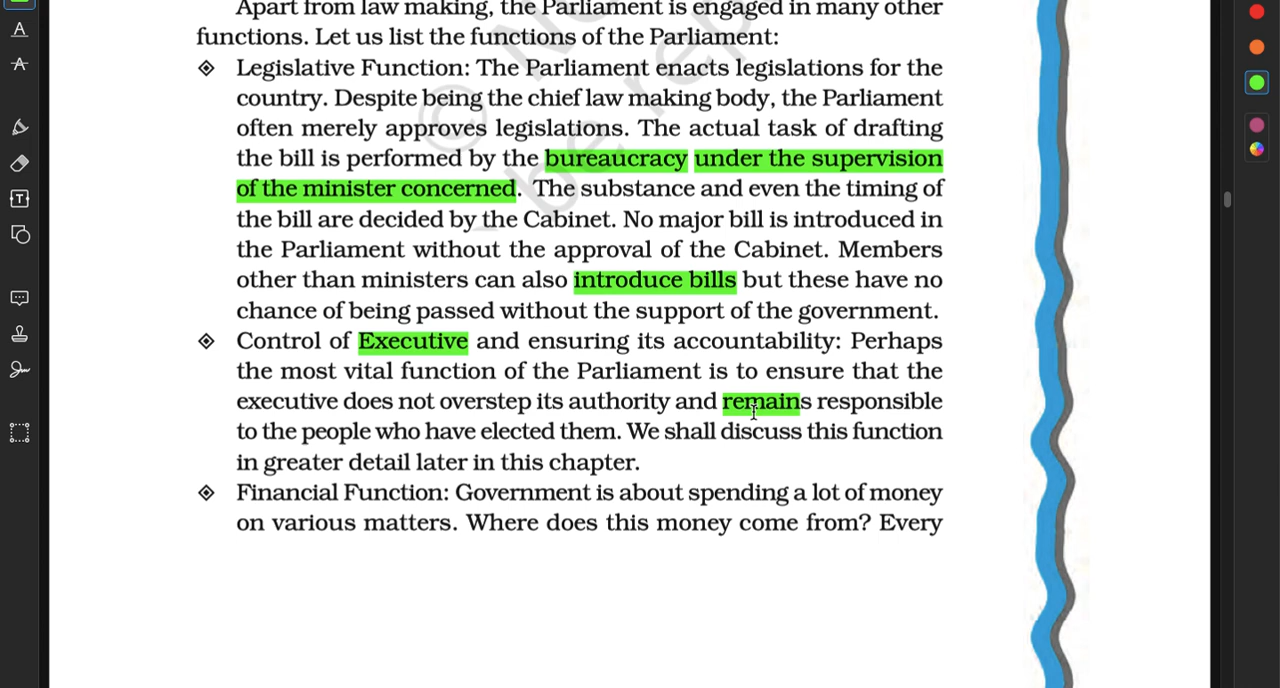 Apart from law making, the Parliament is engaged in many other
functions. Let us list the functions of the Parliament:
Legislative Function: The Parliament enacts legislations for the
country. Despite being the chief law making body, the Parliament
often merely approves legislations. The actual task of drafting
the bill is performed by the bureaucracy under the supervision
of the minister concerned. The substance and even the timing of
the bill are decided by the Cabinet. No major bill is introduced in
the Parliament without the approval of the Cabinet. Members
other than ministers can also introduce bills but these have no
chance of being passed without the support of the government.
Control of Executive and ensuring its accountability: Perhaps
the most vital function of the Parliament is to ensure that the
executive does not overstep its authority and remains responsible
to the people who have elected them. We shall discuss this function
in greater detail later in this chapter.
Financial Function: Government is about spending a lot of money
on various matters. Where does this money come from? Every